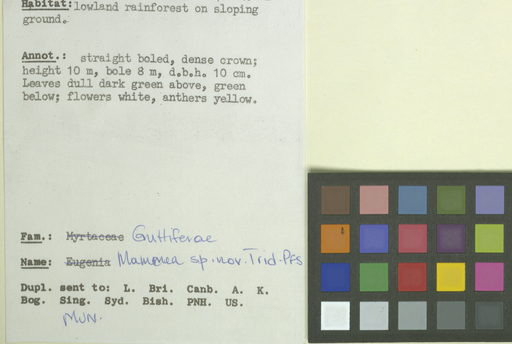 Habitat: lowland rainforest on sloping
ground.
Annot.: straight boled, dense crown;
height 10 m, bole 8 m, d.b.h. 10 cm.
Leaves dull dark green above, green
below; flowers white, anthers yellow.
Fam.: Myrtaceae Guttiferae
Name: Eugenia Mammea sp. nov. Trid. Pfs
Dupl. sent to: L. Bri. Canb. A. K.
Bog. Sing. Syd. Bish. PNH. US.
MUN.